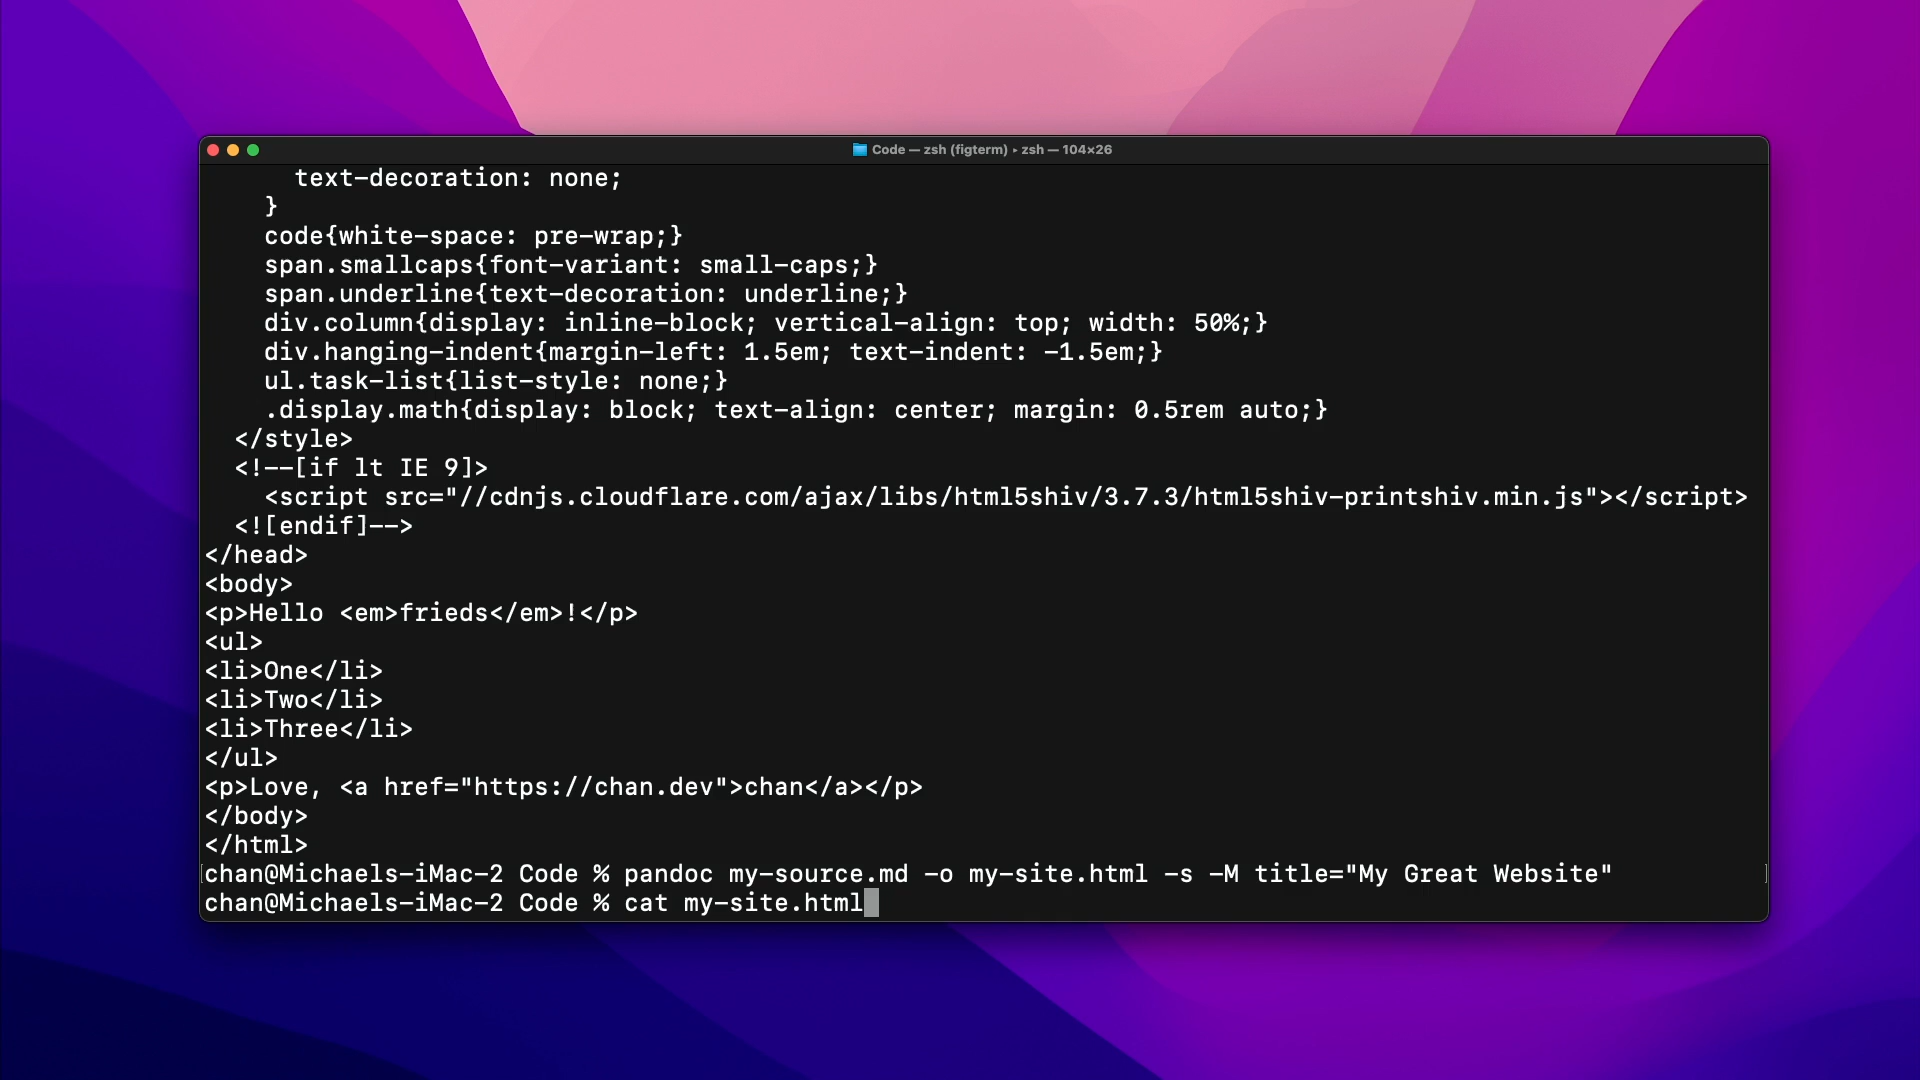 Code — zsh (figterm) ▸ zsh — 104×26
text-decoration: none;
}
code{white-space: pre-wrap;}
span.smallcaps{font-variant: small-caps;}
span.underline{text-decoration: underline;}
div.column{display: inline-block; vertical-align: top; width: 50%;}
div.hanging-indent{margin-left: 1.5em; text-indent: -1.5em;}
ul.task-list{list-style: none;}
.display.math{display: block; text-align: center; margin: 0.5rem auto;}
</style>
<!--[if lt IE 9]>
<script src="//cdnjs.cloudflare.com/ajax/libs/html5shiv/3.7.3/html5shiv-printshiv.min.js"></script>
<![endif]-->
</head>
<body>
<p>Hello <em>frieds</em>!</p>
<ul>
<li>One</li>
<li>Two</li>
<li>Three</li>
</ul>
<p>Love, <a href="https://chan.dev">chan</a></p>
</body>
</html>
chan@Michaels-iMac-2 Code % pandoc my-source.md -o my-site.html -s -M title="My Great Website"
chan@Michaels-iMac-2 Code % cat my-site.html